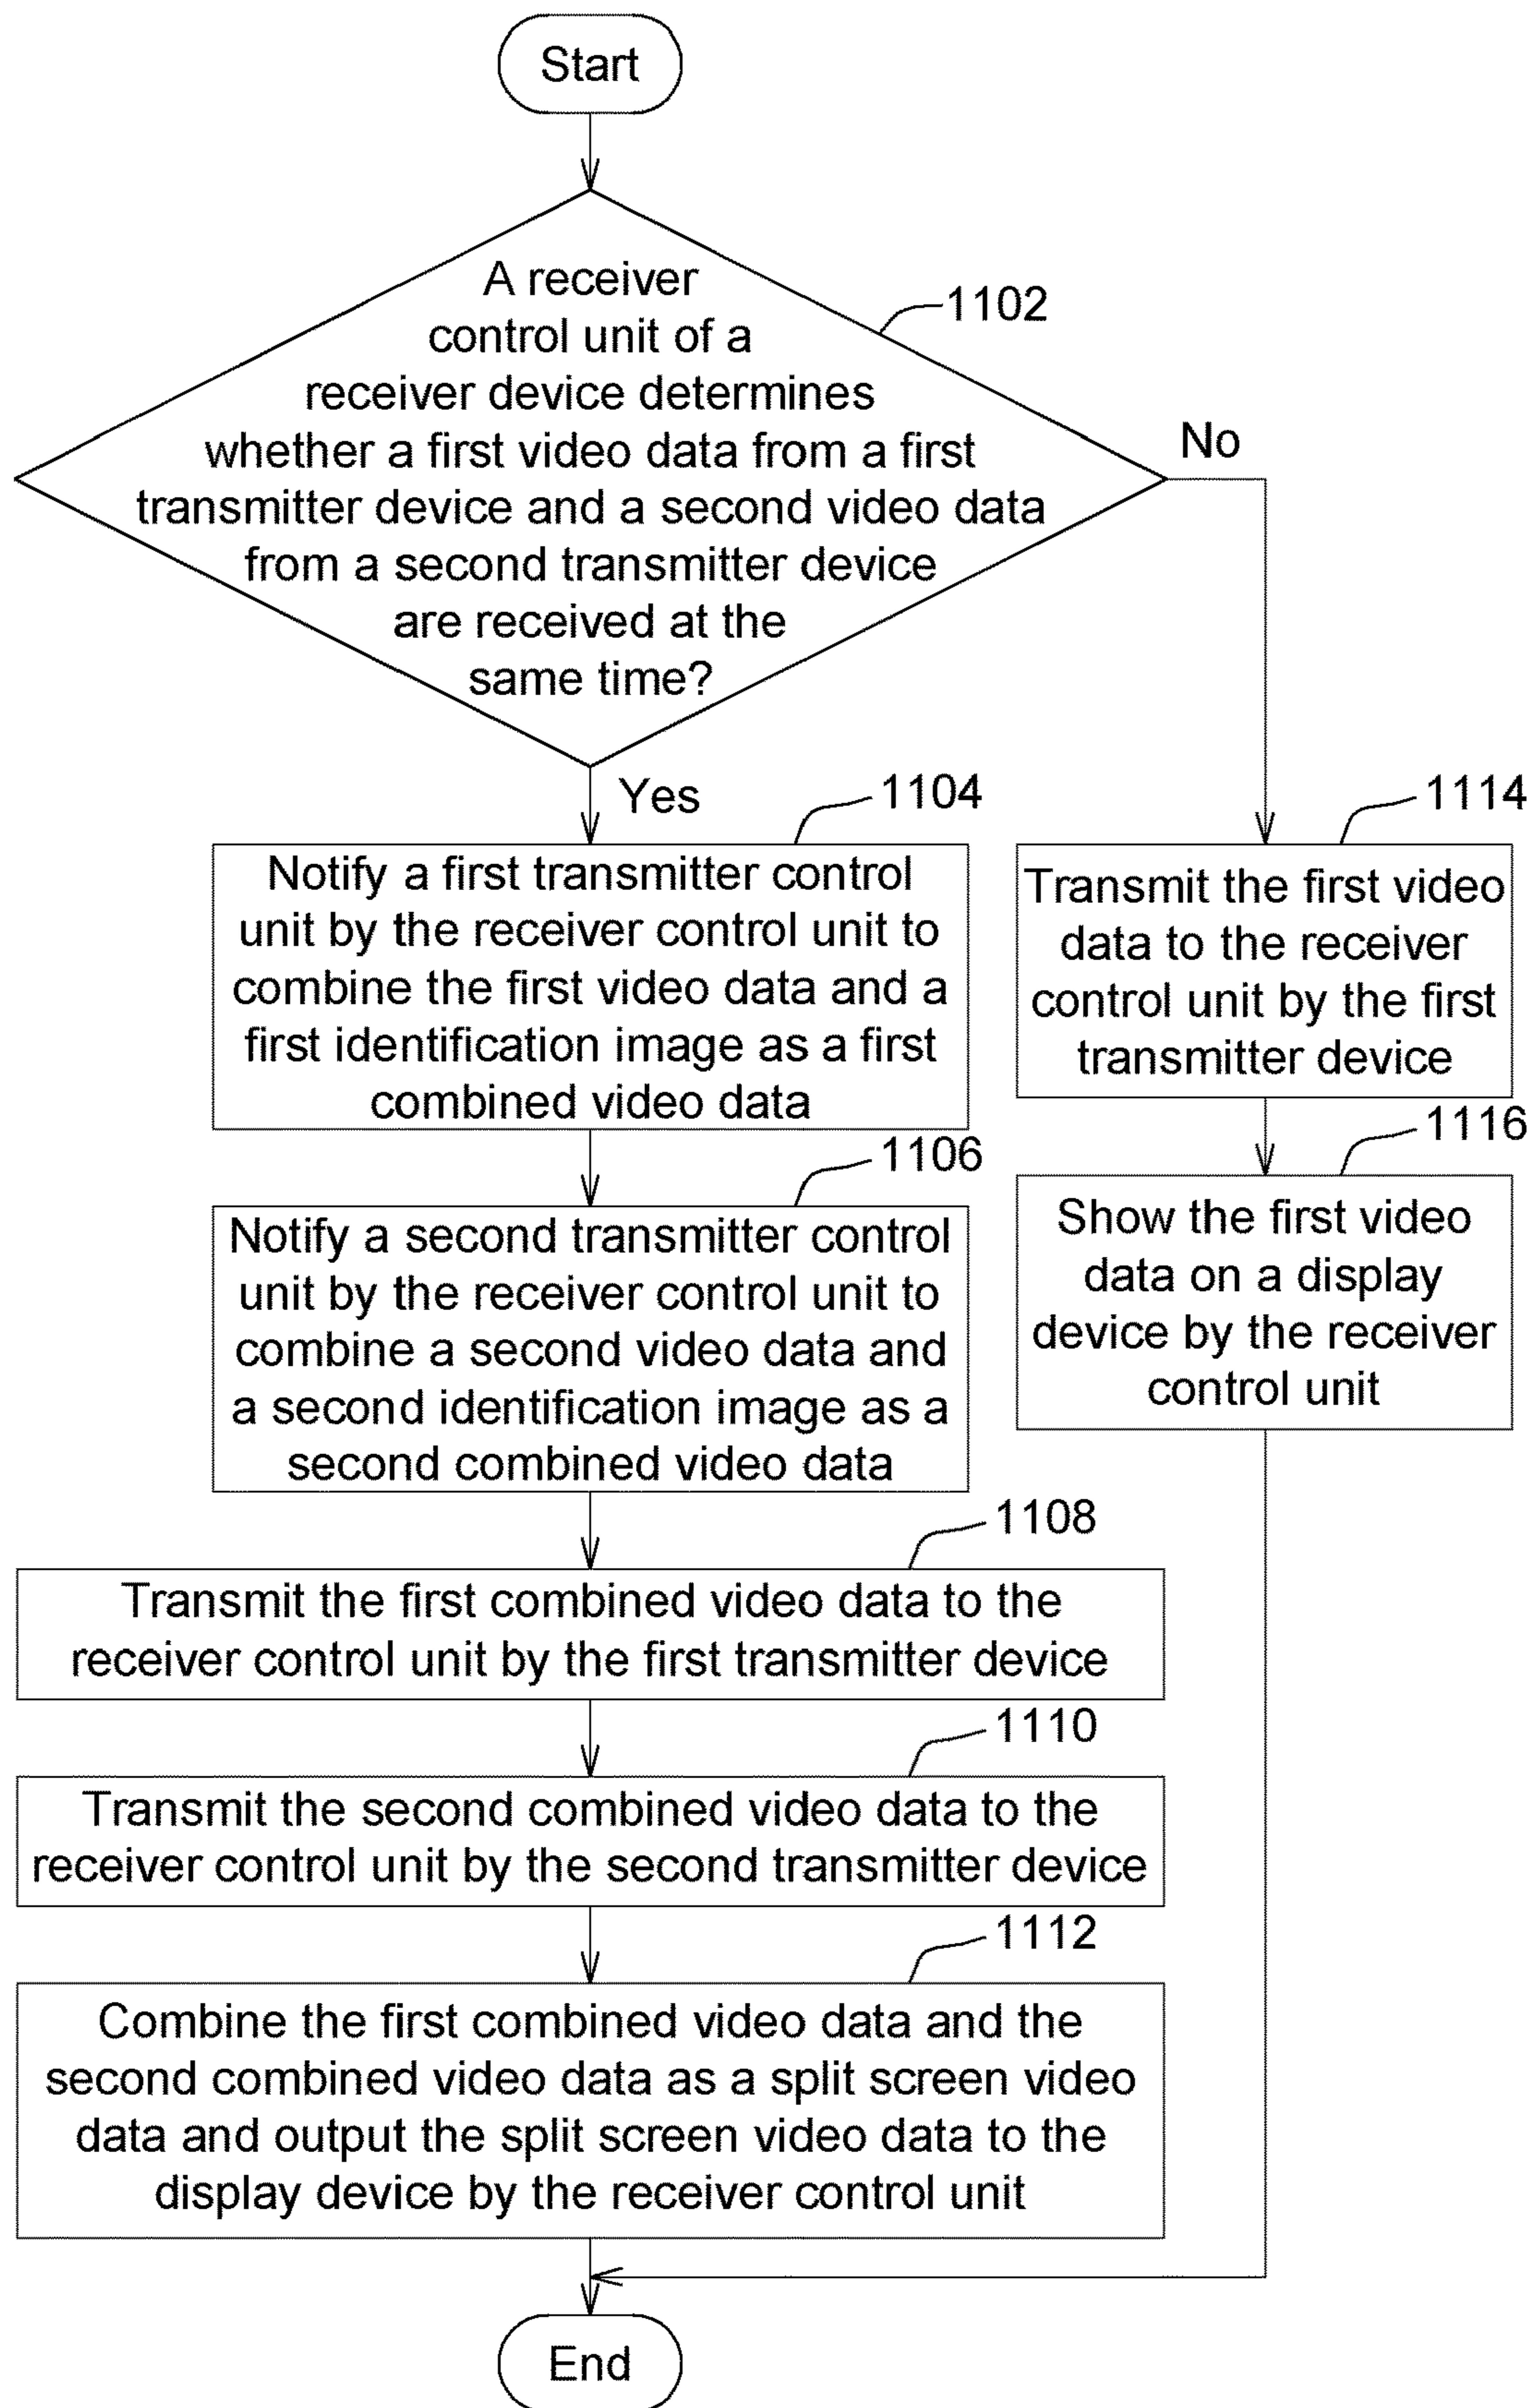 Start
A receiver
control unit of a
receiver device determines
whether a first video data from a first
transmitter device and a second video data
from a second transmitter device
are received at the
same time?
1102
No
Yes
1104
Notify a first transmitter control
unit by the receiver control unit to
combine the first video data and a
first identification image as a first
combined video data
1106
Notify a second transmitter control
unit by the receiver control unit to
combine a second video data and
a second identification image as a
second combined video data
1108
Transmit the first combined video data to the
receiver control unit by the first transmitter device
1110
Transmit the second combined video data to the
receiver control unit by the second transmitter device
1112
Combine the first combined video data and the
second combined video data as a split screen video
data and output the split screen video data to the
display device by the receiver control unit
1114
Transmit the first video
data to the receiver
control unit by the first
transmitter device
1116
Show the first video
data on a display
device by the receiver
control unit
End